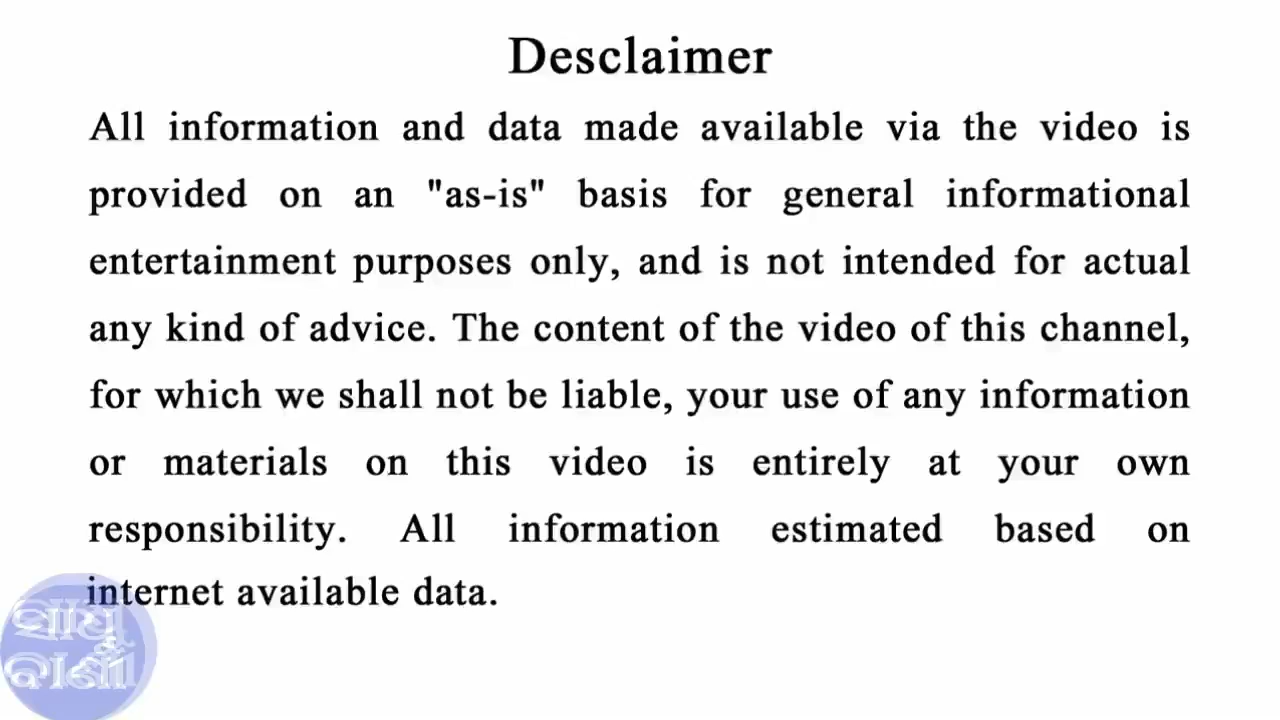 Desclaimer
All information and data made available via the video is
provided on an "as-is" basis for general informational
entertainment purposes only, and is not intended for actual
any kind of advice. The content of the video of this channel,
for which we shall not be liable, your use of any information
or materials on this video is entirely at your own
responsibility. All information estimated based on
internet available data.
ସାଧୁ
ବାଣୀ